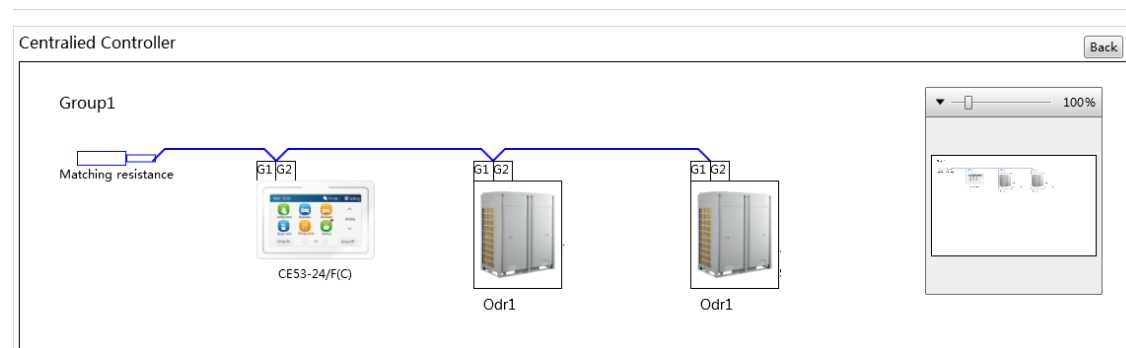 Centralied Controller
Back
Group1
100%
Matching resistance
G1 G2
G1 G2
G1 G2
CE53-24/F(C)
Odr1
Odr1